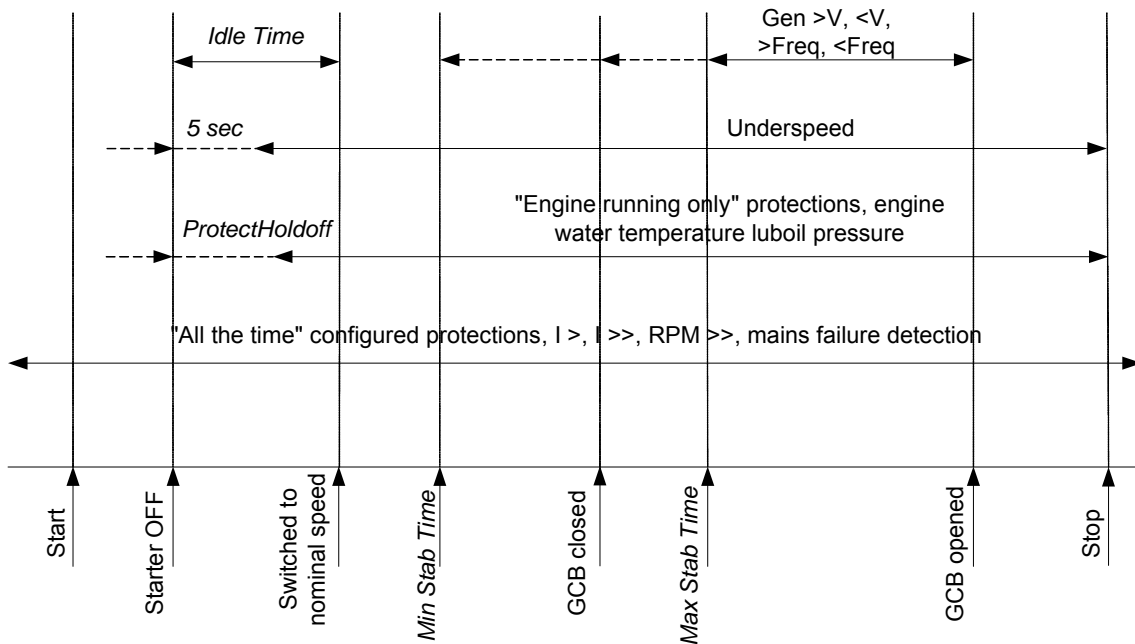 Idle Time
Gen >V, <V,
>Freq, <Freq
5 sec
Underspeed
"Engine running only" protections, engine
water temperature luboil pressure
ProtectHoldoff
"All the time" configured protections, I >, I >>, RPM >>, mains failure detection
Start
Starter OFF
Switched to
nominal speed
Min Stab Time
GCB closed
Max Stab Time
GCB opened
Stop